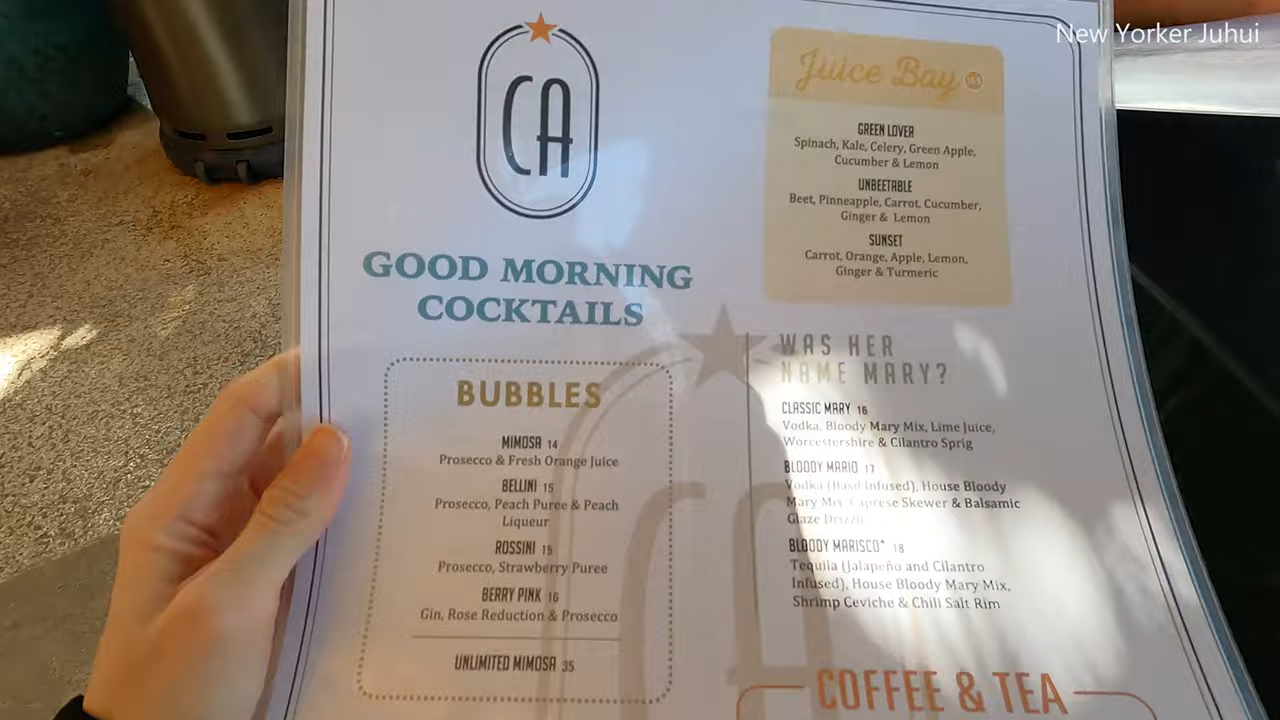 New Yorker Juhui
CA
GOOD MORNING
COCKTAILS
BUBBLES
MIMOSA 14
Prosecco & Fresh Orange Juice
BELLINI 15
Prosecco, Peach Puree & Peach
Liqueur
ROSSINI 15
Prosecco, Strawberry Puree
BERRY PINK 16
Gin, Rose Reduction & Prosecco
UNLIMITED MIMOSA 35
Juice Bay
GREEN LOVER
Spinach, Kale, Celery, Green Apple,
Cucumber & Lemon
UNBEETABLE
Beet, Pinneapple, Carrot, Cucumber,
Ginger & Lemon
SUNSET
Carrot, Orange, Apple, Lemon,
Ginger & Turmeric
WAS HER
NAME MARY?
CLASSIC MARY 16
Vodka, Bloody Mary Mix, Lime Juice,
Worcestershire & Cilantro Sprig
BLOODY MARIO 17
Vodka (Basil Infused), House Bloody
Mary Mix, Caprese Skewer & Balsamic
Glaze Drizzle
BLOODY MARISCO* 18
Tequila (Jalapeño and Cilantro
Infused), House Bloody Mary Mix,
Shrimp Ceviche & Chili Salt Rim
COFFEE & TEA